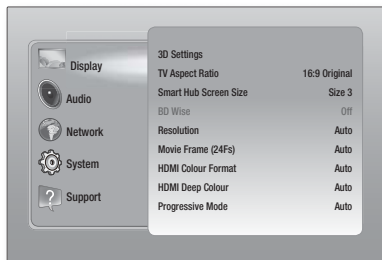 Display
Audio
Network
System
Support
3D Settings
TV Aspect Ratio 16:9 Original
Smart Hub Screen Size Size 3
BD Wise Off
Resolution Auto
Movie Frame (24Fs) Auto
HDMI Colour Format Auto
HDMI Deep Colour Auto
Progressive Mode Auto